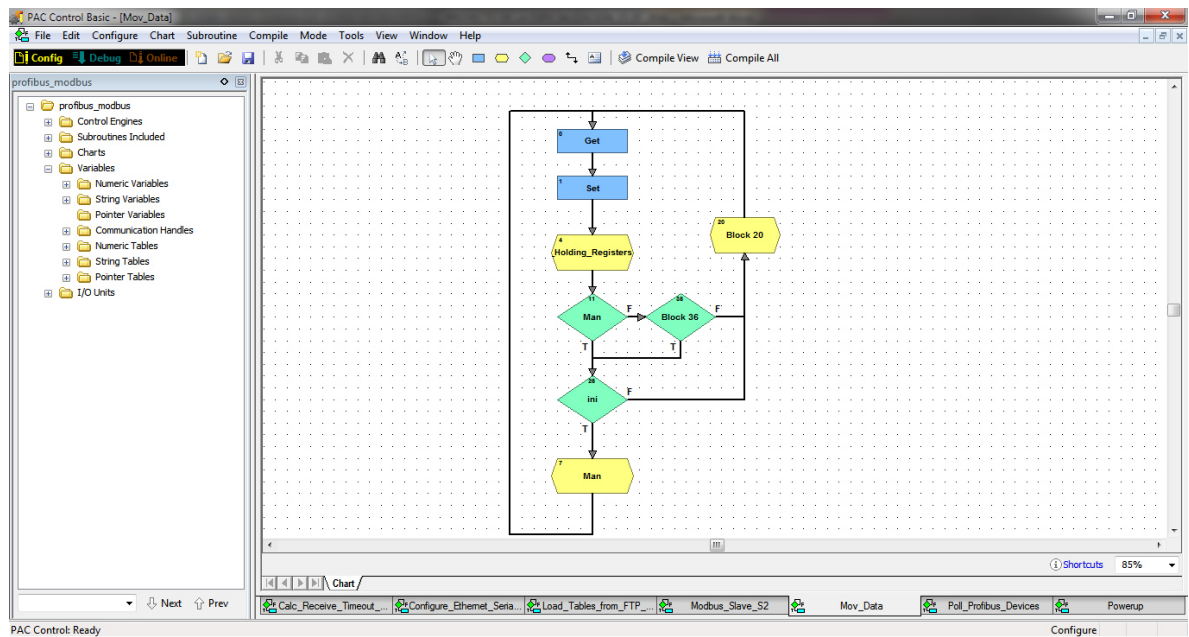 PAC Control Basic - [Mov_Data]
File Edit Configure Chart Subroutine Compile Mode Tools View Window Help
Config Debug Online Compile View Compile All
profibus_modbus
profibus_modbus
Control Engines
Subroutines Included
Charts
Variables
Numeric Variables
String Variables
Pointer Variables
Communication Handles
Numeric Tables
String Tables
Pointer Tables
I/O Units
0
Get
1
Set
20
Block 20
4
Holding_Registers
11
Man
F
Block 36
F
T
T
ini
F
T
7
Man
Shortcuts 85%
Chart
Next Prev
Calc_Receive_Timeout_... Configure_Ethernet_Seria... Load_Tables_from_FTP_... Modbus_Slave_S2 Mov_Data Poll_Profibus_Devices Powerup
PAC Control: Ready Configure